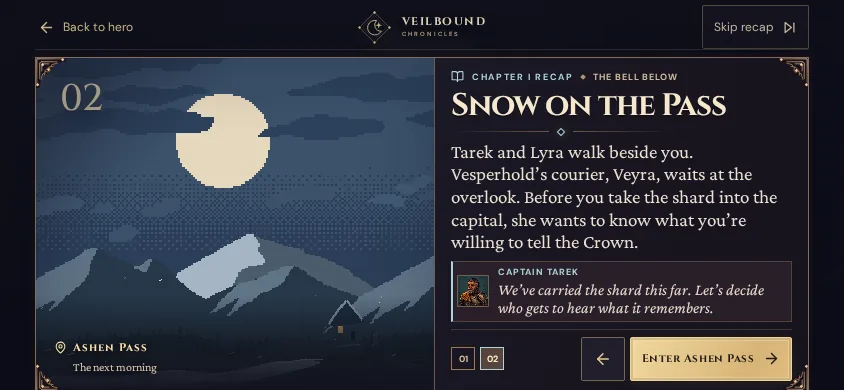 Back to hero
VEILBOUND
CHRONICLES
Skip recap
02
CHAPTER I RECAP ◆ THE BELL BELOW
SNOW ON THE PASS
Tarek and Lyra walk beside you.
Vesperhold’s courier, Veyra, waits at the
overlook. Before you take the shard into the
capital, she wants to know what you’re
willing to tell the Crown.
CAPTAIN TAREK
We’ve carried the shard this far. Let’s decide
who gets to hear what it remembers.
ASHEN PASS
The next morning
01 02
ENTER ASHEN PASS